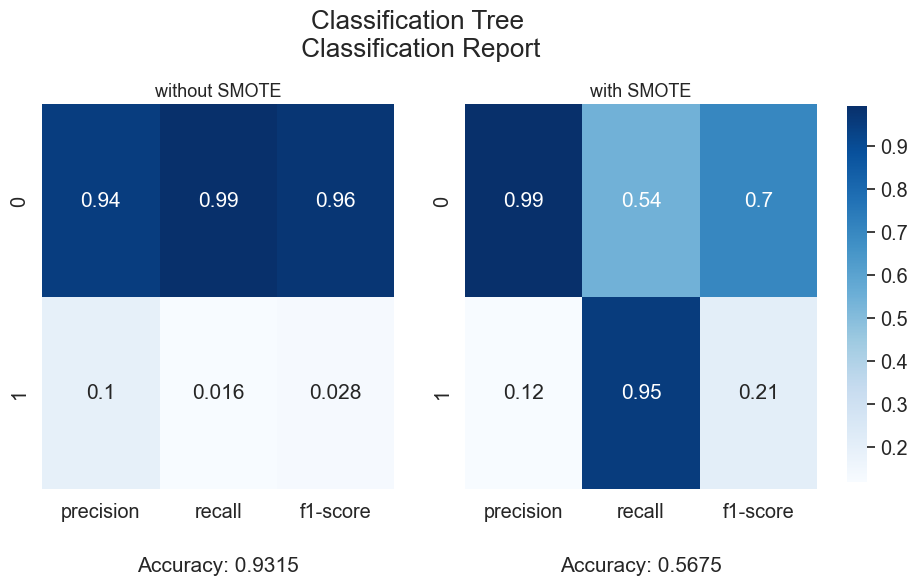 Classification Tree
Classification Report
without SMOTE
0
0.94 0.99 0.96
1
0.1 0.016 0.028
precision recall f1-score
Accuracy: 0.9315
with SMOTE
0
0.99 0.54 0.7
1
0.12 0.95 0.21
precision recall f1-score
Accuracy: 0.5675
0.9
0.8
0.7
0.6
0.5
0.4
0.3
0.2